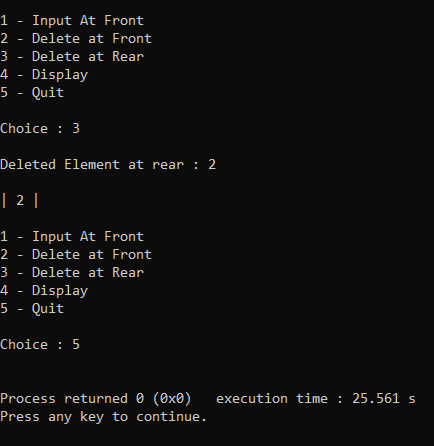 1 - Input At Front
2 - Delete at Front
3 - Delete at Rear
4 - Display
5 - Quit
Choice : 3
Deleted Element at rear : 2
| 2 |
1 - Input At Front
2 - Delete at Front
3 - Delete at Rear
4 - Display
5 - Quit
Choice : 5
Process returned 0 (0x0)   execution time : 25.561 s
Press any key to continue.